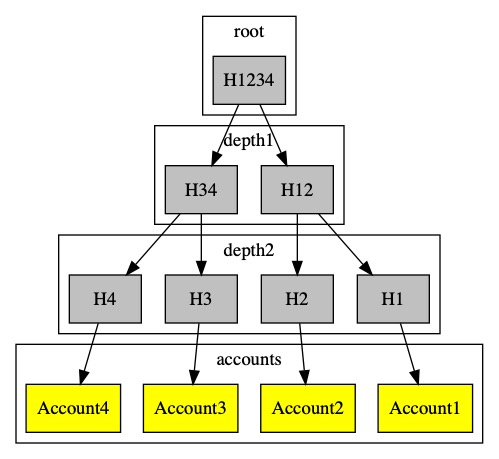 root
H1234
depth1
H34 H12
depth2
H4 H3 H2 H1
accounts
Account4 Account3 Account2 Account1